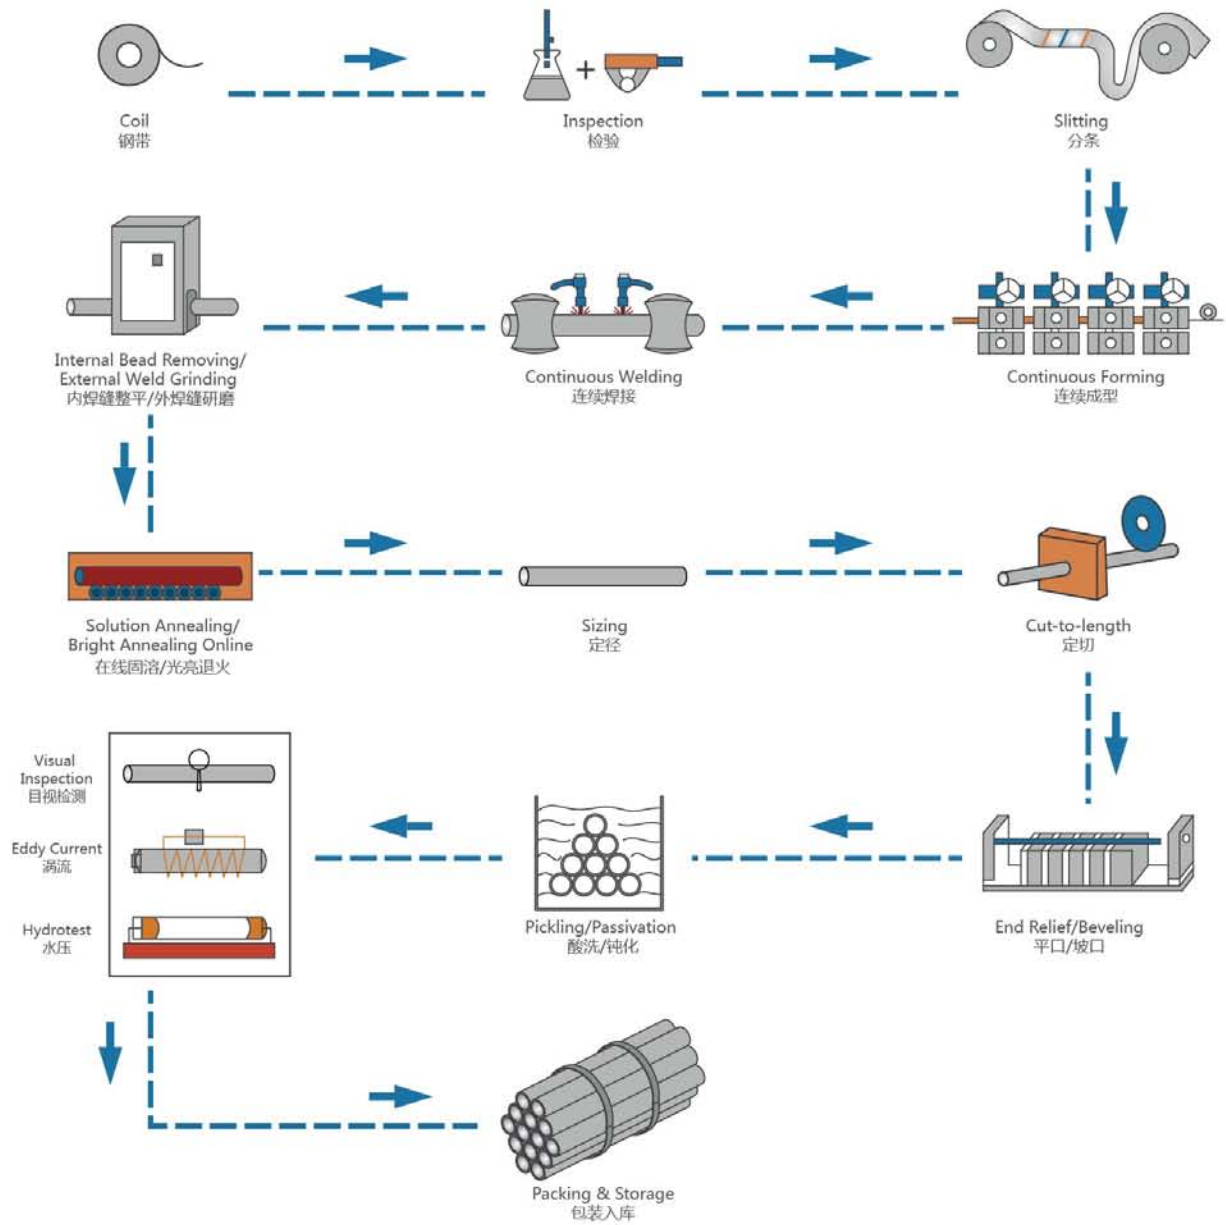 Coil
钢带
Inspection
检验
Slitting
分条
Internal Bead Removing/
External Weld Grinding
内焊缝整平/外焊缝研磨
Continuous Welding
连续焊接
Continuous Forming
连续成型
Solution Annealing/
Bright Annealing Online
在线固溶/光亮退火
Sizing
定径
Cut-to-length
定切
Visual
Inspection
目视检测
Eddy Current
涡流
Hydrotest
水压
Pickling/Passivation
酸洗/钝化
End Relief/Beveling
平口/坡口
Packing & Storage
包装入库